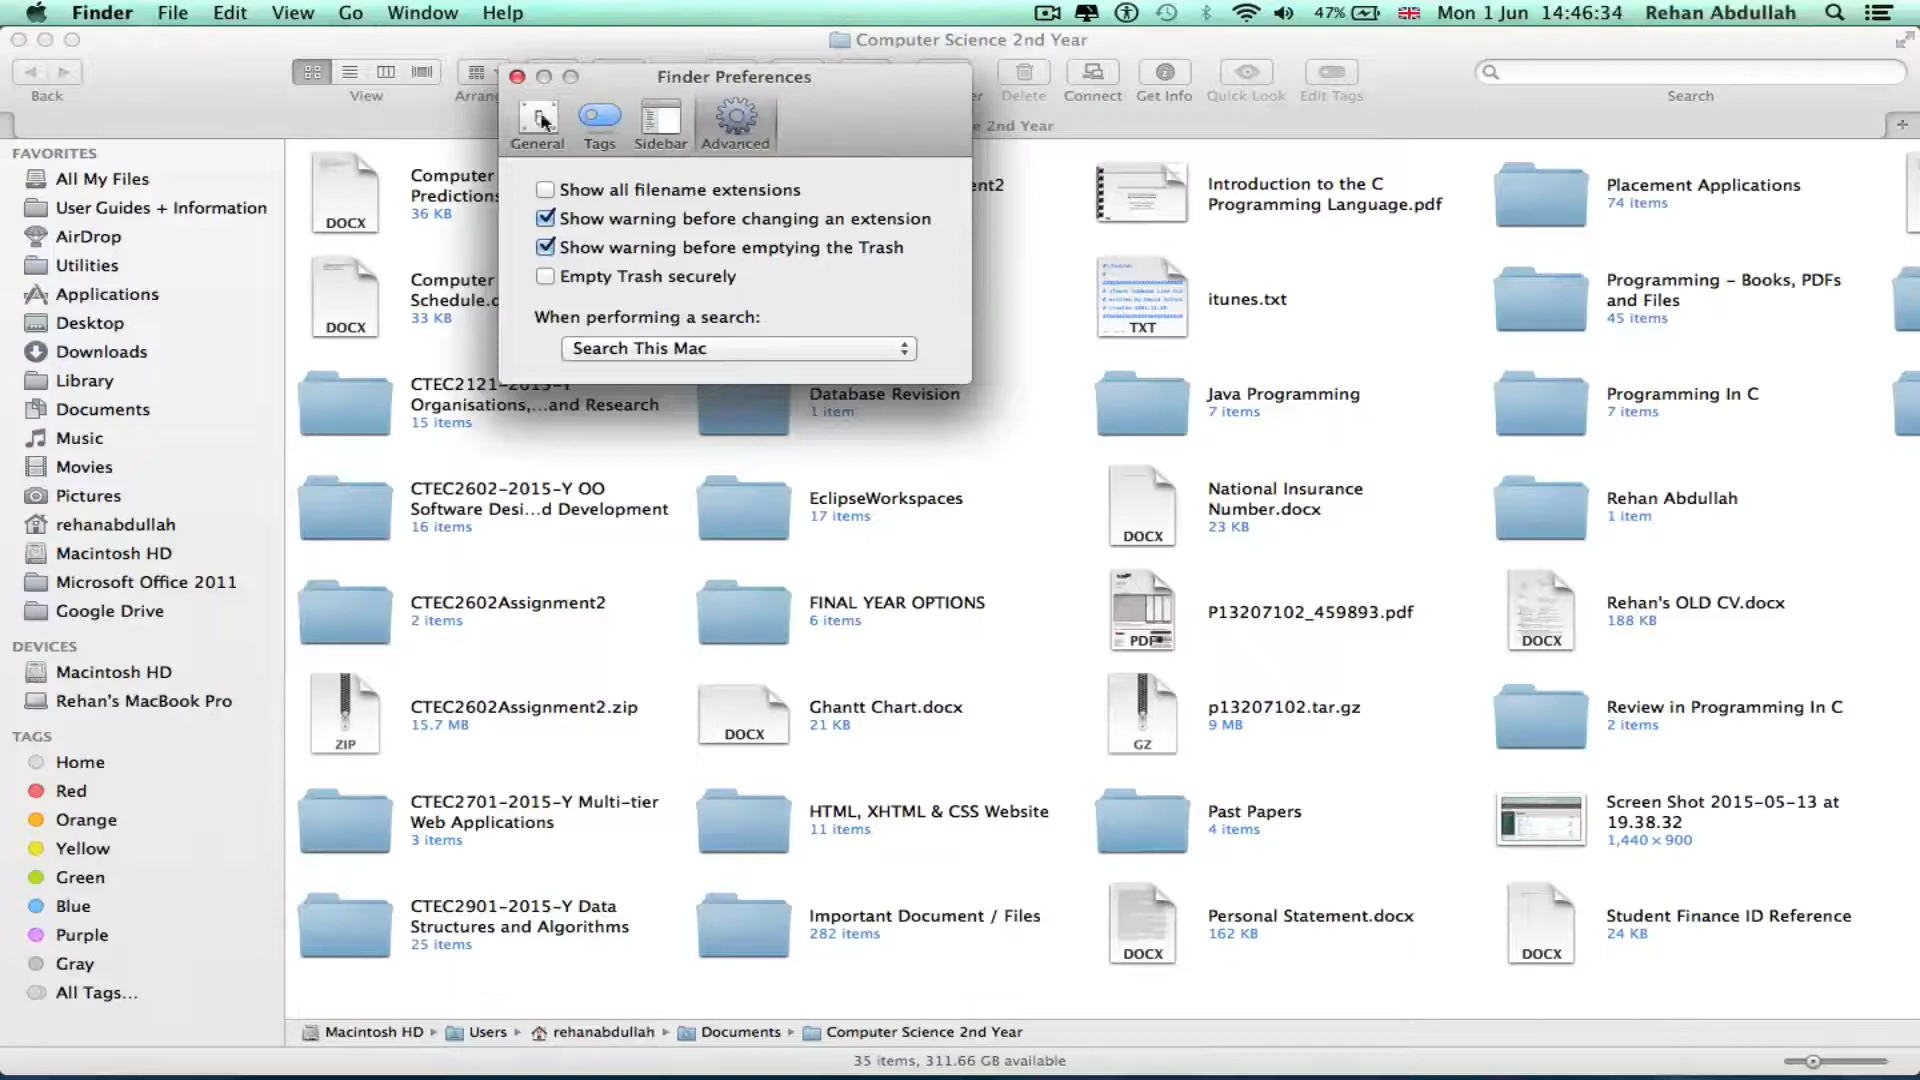 Finder File Edit View Go Window Help 47% Mon 1 Jun 14:46:34 Rehan Abdullah
Computer Science 2nd Year
Back View Delete Connect Get Info Quick Look Edit Tags Search
2nd Year
Finder Preferences
General Tags Sidebar Advanced
Show all filename extensions
Show warning before changing an extension
Show warning before emptying the Trash
Empty Trash securely
When performing a search:
Search This Mac
FAVORITES
All My Files
User Guides + Information
AirDrop
Utilities
Applications
Desktop
Downloads
Library
Documents
Music
Movies
Pictures
rehanabdullah
Macintosh HD
Microsoft Office 2011
Google Drive
DEVICES
Macintosh HD
Rehan's MacBook Pro
TAGS
Home
Red
Orange
Yellow
Green
Blue
Purple
Gray
All Tags...
DOCX
Computer
Predictions
36 KB
DOCX
Computer
33 KB
CTEC2121-2015-Y
Organisations,...and Research
15 items
CTEC2602-2015-Y OO
Software Desi...d Development
16 items
CTEC2602Assignment2
2 items
ZIP
CTEC2602Assignment2.zip
15.7 MB
CTEC2701-2015-Y Multi-tier
Web Applications
3 items
CTEC2901-2015-Y Data
Structures and Algorithms
25 items
Database Revision
1 item
EclipseWorkspaces
17 items
FINAL YEAR OPTIONS
6 items
DOCX
Ghantt Chart.docx
21 KB
HTML, XHTML & CSS Website
11 items
Important Document / Files
282 items
Introduction to the C
Programming Language.pdf
TXT
itunes.txt
Java Programming
7 items
DOCX
National Insurance
Number.docx
23 KB
PDF
P13207102_459893.pdf
GZ
p13207102.tar.gz
9 MB
Past Papers
4 items
DOCX
Personal Statement.docx
162 KB
Placement Applications
74 items
Programming - Books, PDFs
and Files
45 items
Programming In C
7 items
Rehan Abdullah
1 item
DOCX
Rehan's OLD CV.docx
188 KB
Review in Programming In C
2 items
Screen Shot 2015-05-13 at
19.38.32
1,440 × 900
DOCX
Student Finance ID Reference
24 KB
Macintosh HD Users rehanabdullah Documents Computer Science 2nd Year
35 items, 311.66 GB available